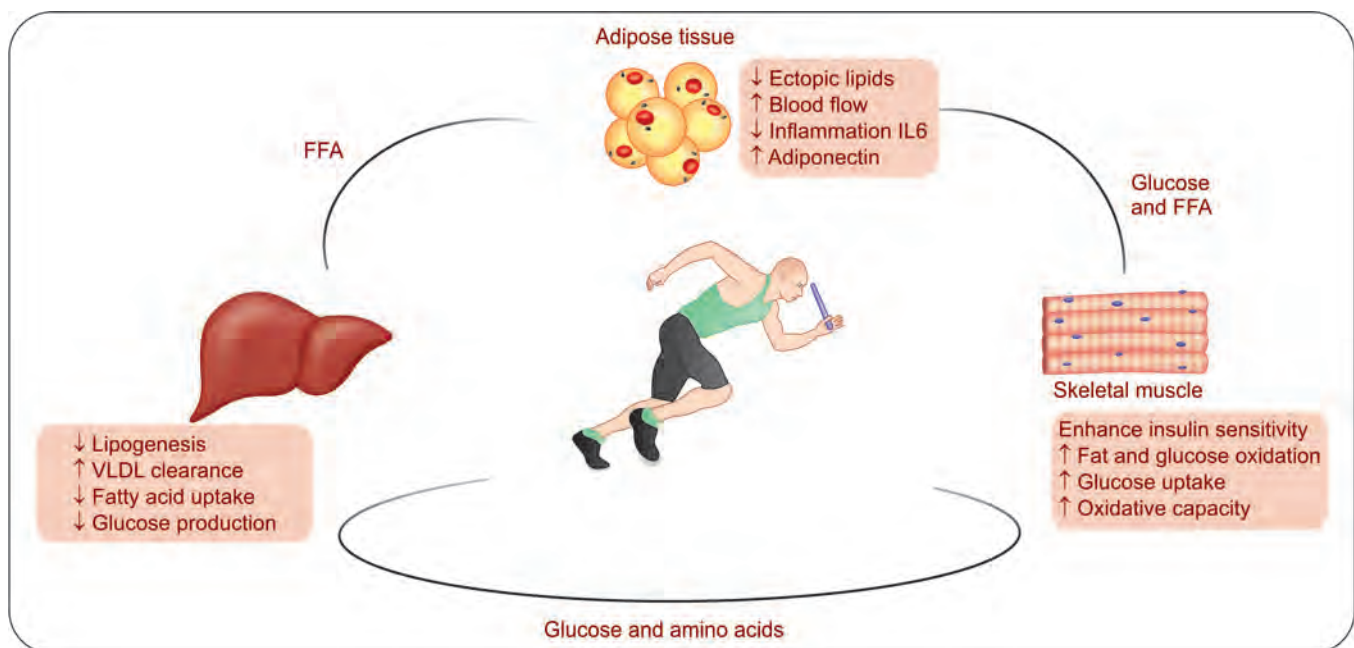 Adipose tissue
↓ Ectopic lipids
↑ Blood flow
↓ Inflammation IL6
↑ Adiponectin
FFA
Glucose
and FFA
Skeletal muscle
Enhance insulin sensitivity
↑ Fat and glucose oxidation
↑ Glucose uptake
↑ Oxidative capacity
↓ Lipogenesis
↑ VLDL clearance
↓ Fatty acid uptake
↓ Glucose production
Glucose and amino acids